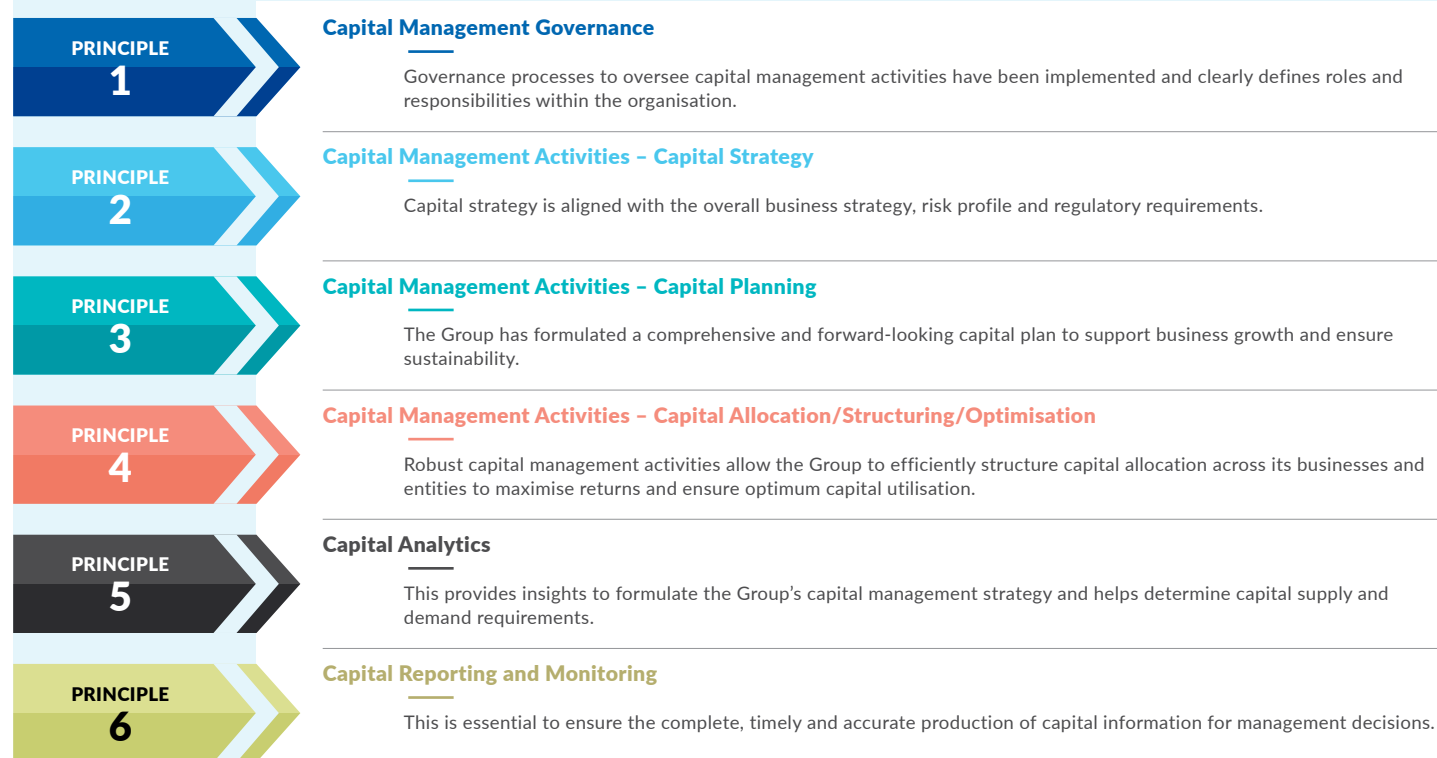 PRINCIPLE
1
Capital Management Governance
Governance processes to oversee capital management activities have been implemented and clearly defines roles and
responsibilities within the organisation.
PRINCIPLE
2
Capital Management Activities – Capital Strategy
Capital strategy is aligned with the overall business strategy, risk profile and regulatory requirements.
PRINCIPLE
3
Capital Management Activities – Capital Planning
The Group has formulated a comprehensive and forward-looking capital plan to support business growth and ensure
sustainability.
PRINCIPLE
4
Capital Management Activities – Capital Allocation/Structuring/Optimisation
Robust capital management activities allow the Group to efficiently structure capital allocation across its businesses and
entities to maximise returns and ensure optimum capital utilisation.
PRINCIPLE
5
Capital Analytics
This provides insights to formulate the Group’s capital management strategy and helps determine capital supply and
demand requirements.
PRINCIPLE
6
Capital Reporting and Monitoring
This is essential to ensure the complete, timely and accurate production of capital information for management decisions.